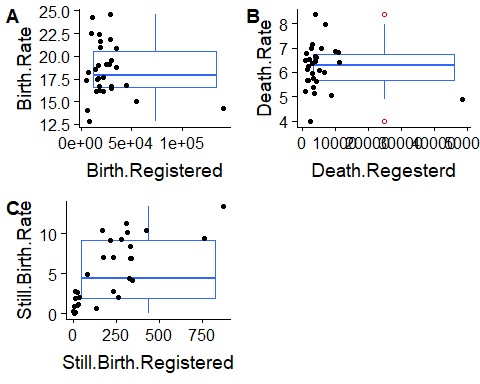 A
Birth.Rate
25.0
22.5
20.0
17.5
15.0
12.5
0e+00 5e+04 1e+05
Birth.Registered
B
Death.Rate
8
7
6
5
4
0 10000 20000 30000 40000 50000
Death.Regesterd
C
Still.Birth.Rate
10
5
0
0 250 500 750
Still.Birth.Registered